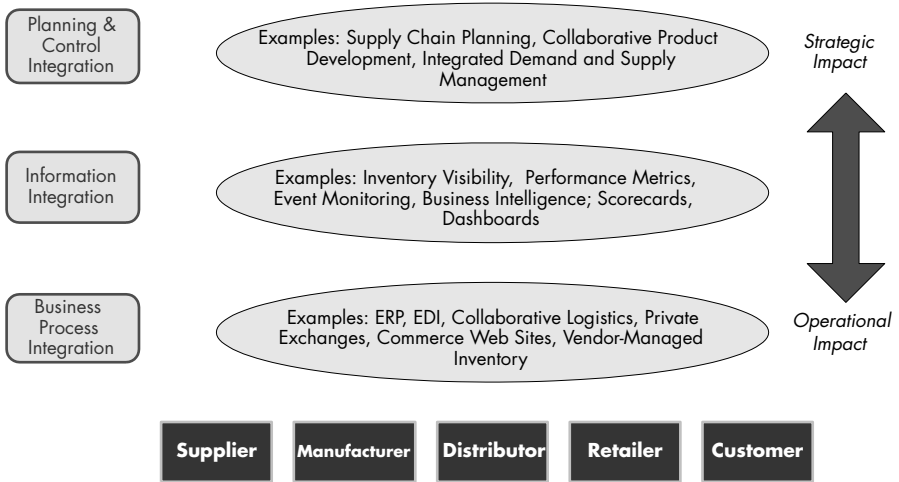 Planning &
Control
Integration
Examples: Supply Chain Planning, Collaborative Product
Development, Integrated Demand and Supply
Management
Strategic
Impact
Information
Integration
Examples: Inventory Visibility,  Performance Metrics,
Event Monitoring, Business Intelligence; Scorecards,
Dashboards
Business
Process
Integration
Examples: ERP, EDI, Collaborative Logistics, Private
Exchanges, Commerce Web Sites, Vendor-Managed
Inventory
Operational
Impact
Supplier
Manufacturer
Distributor
Retailer
Customer